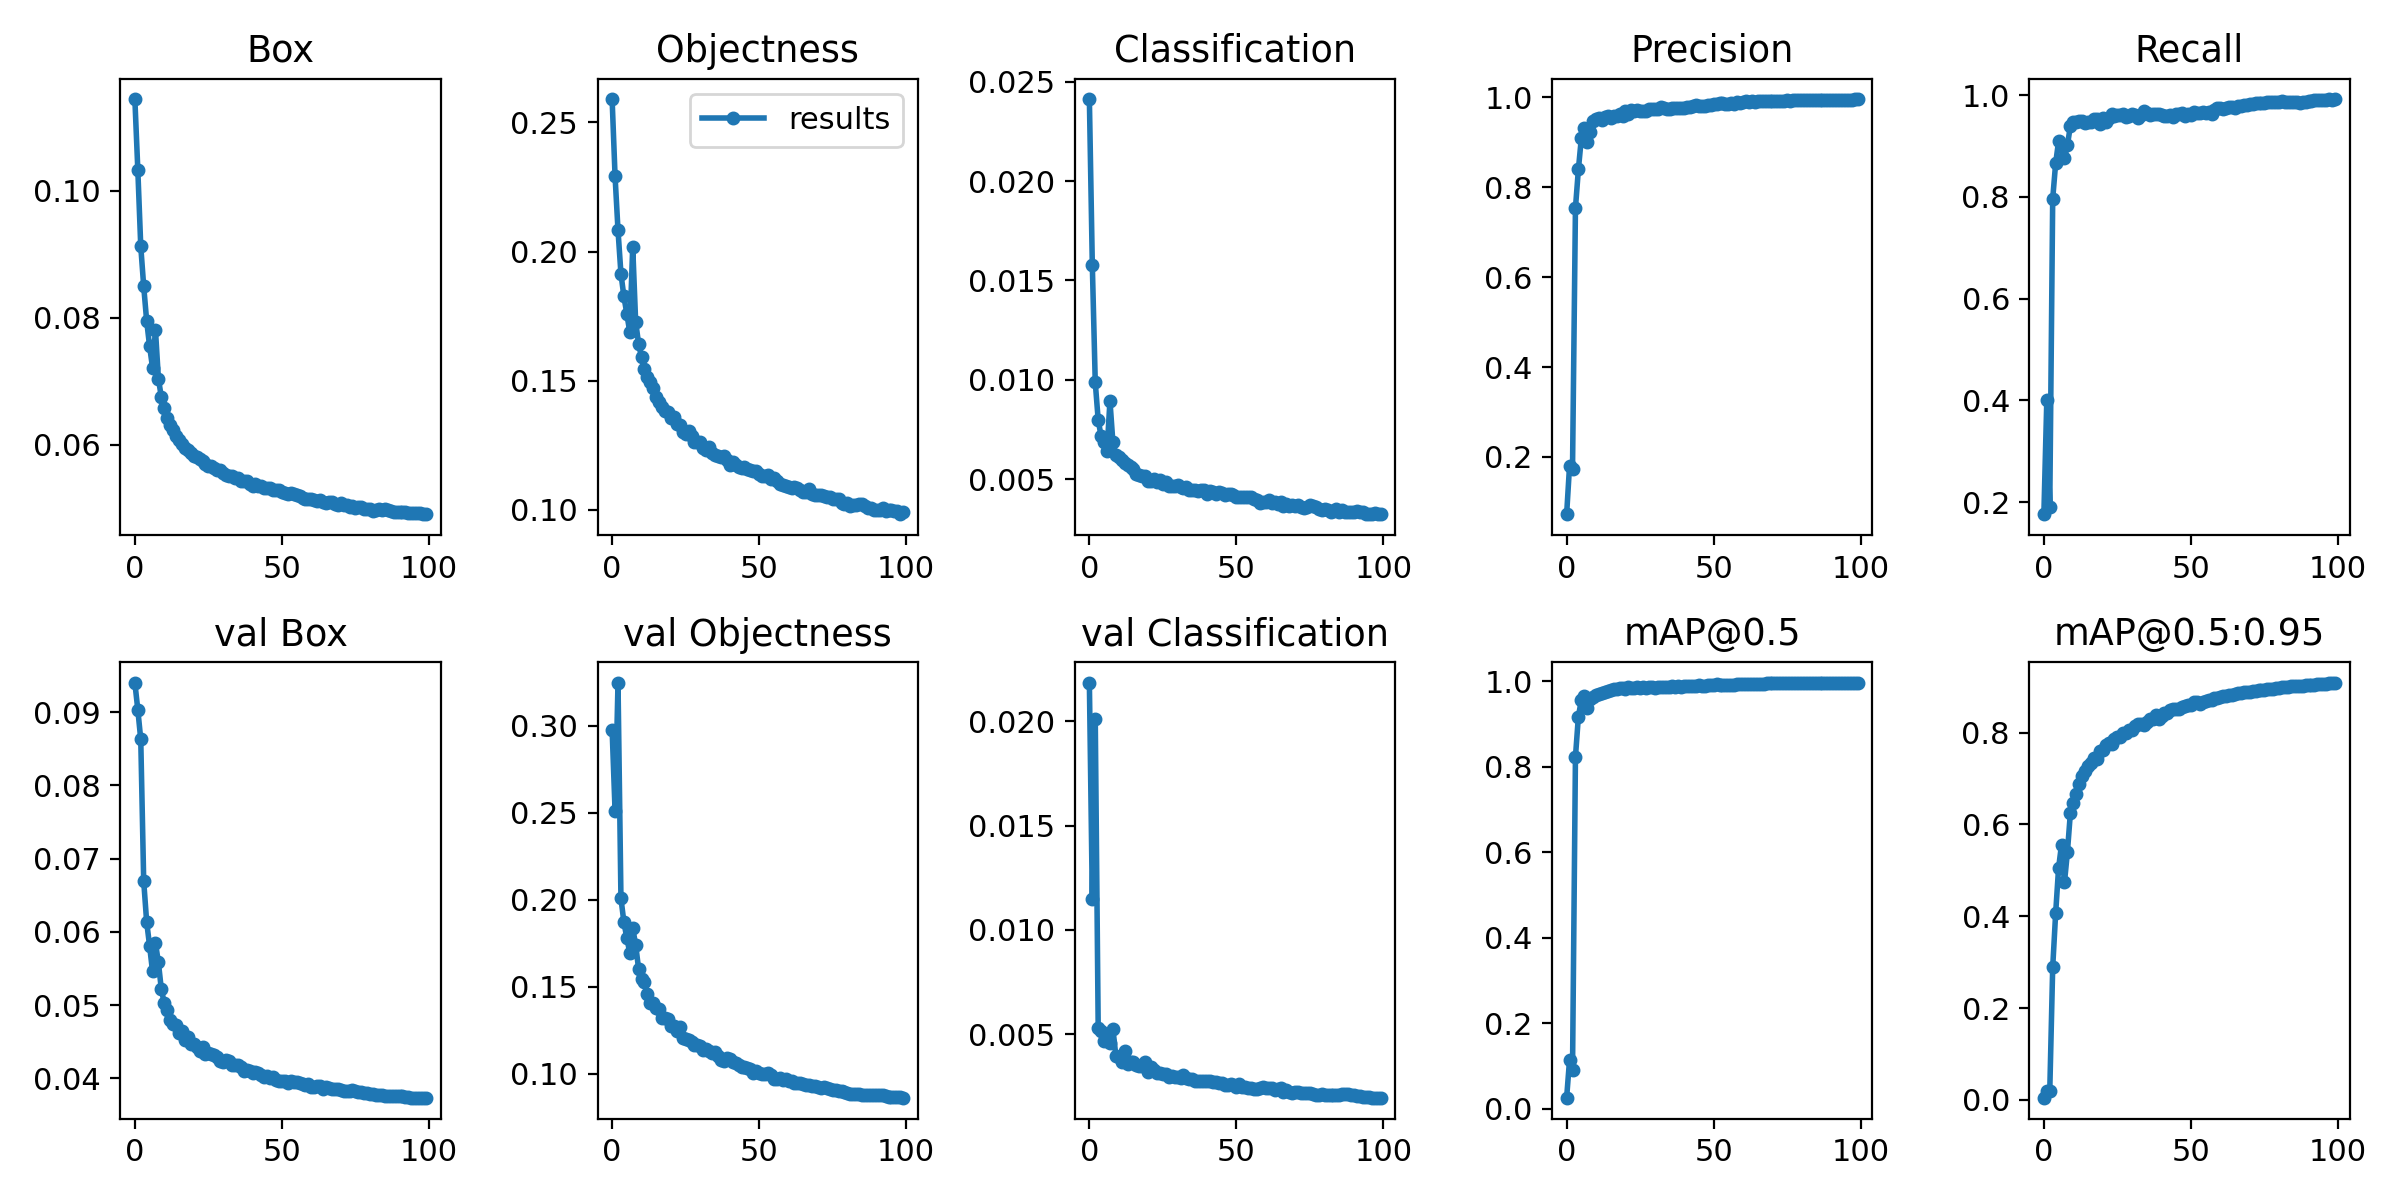 Box
0.10
0.08
0.06
0 50 100
Objectness
results
0.25
0.20
0.15
0.10
0 50 100
Classification
0.025
0.020
0.015
0.010
0.005
0 50 100
Precision
1.0
0.8
0.6
0.4
0.2
0 50 100
Recall
1.0
0.8
0.6
0.4
0.2
0 50 100
val Box
0.09
0.08
0.07
0.06
0.05
0.04
0 50 100
val Objectness
0.30
0.25
0.20
0.15
0.10
0 50 100
val Classification
0.020
0.015
0.010
0.005
0 50 100
mAP@0.5
1.0
0.8
0.6
0.4
0.2
0.0
0 50 100
mAP@0.5:0.95
0.8
0.6
0.4
0.2
0.0
0 50 100